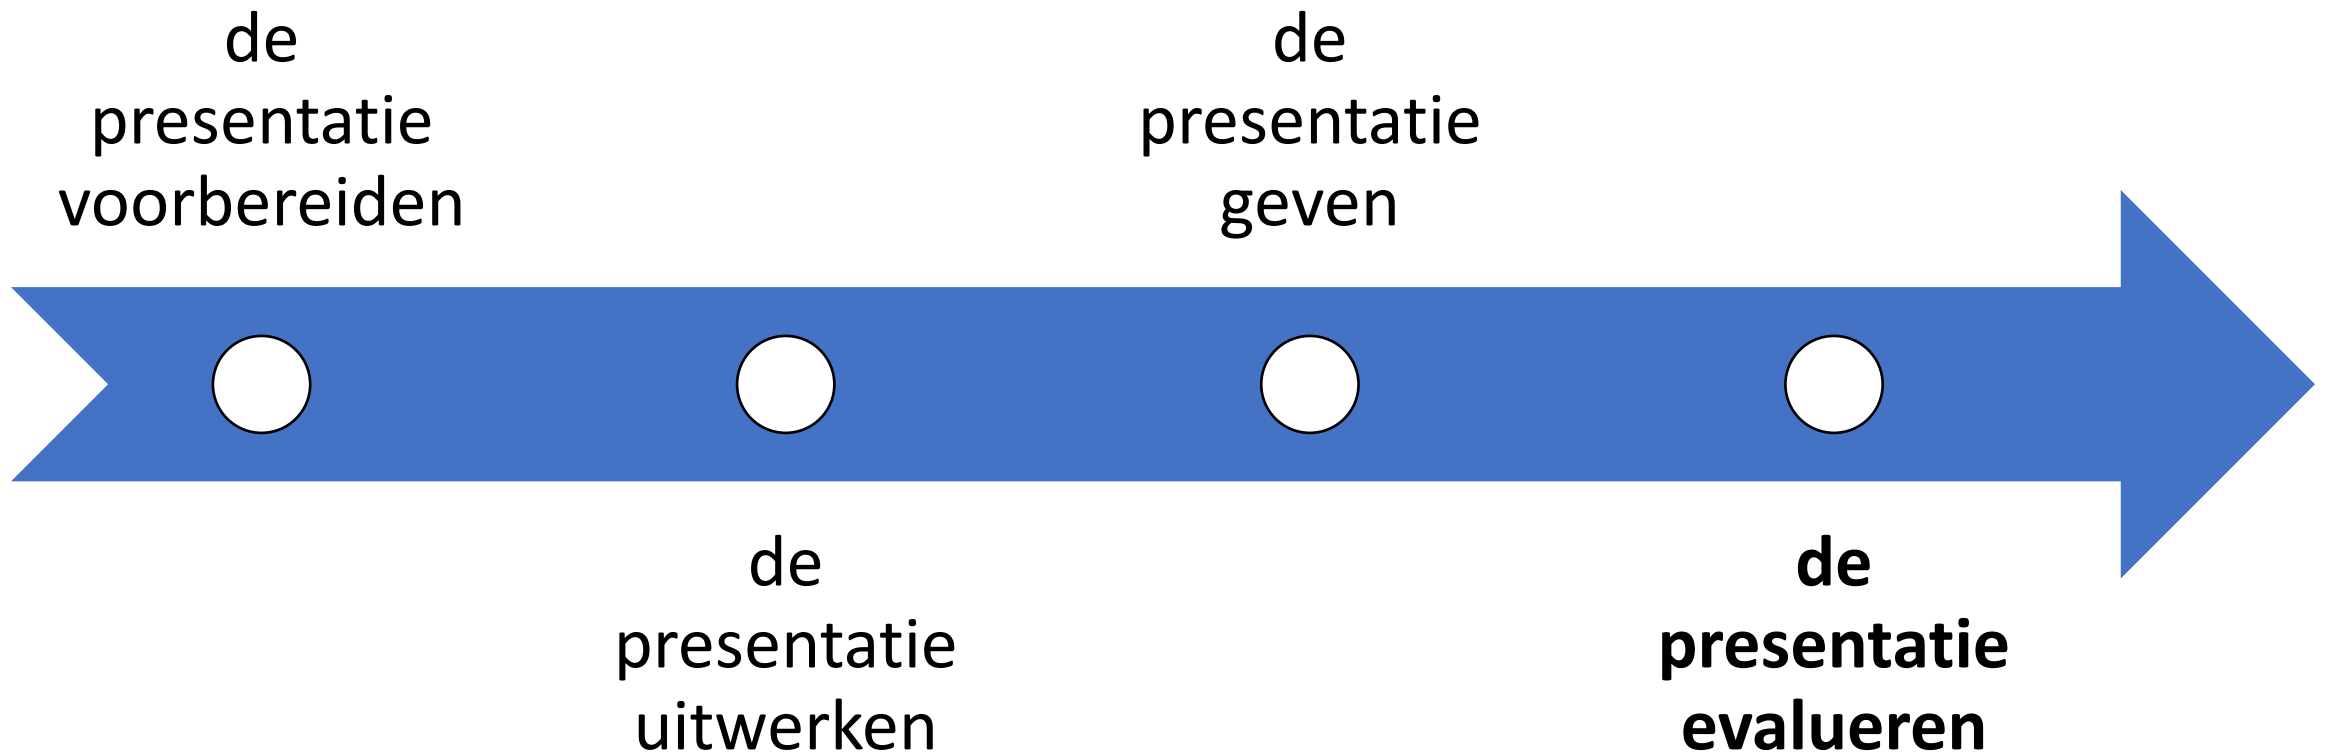 de
presentatie
voorbereiden
de
presentatie
uitwerken
de
presentatie
geven
de
presentatie
evalueren